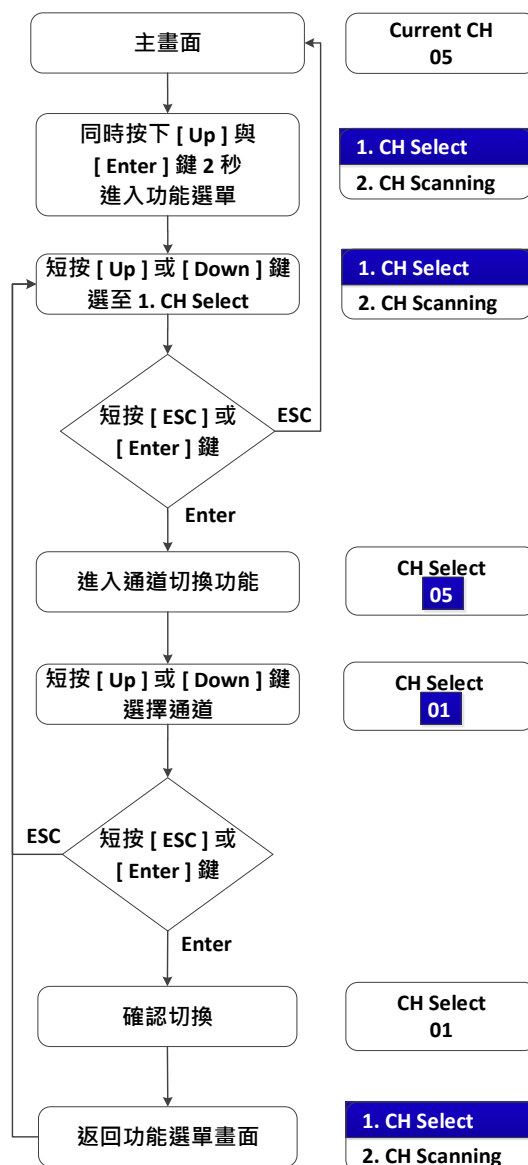 主畫面
Current CH
05
同時按下 [ Up ] 與
[ Enter ] 鍵 2 秒
進入功能選單
1. CH Select
2. CH Scanning
短按 [ Up ] 或 [ Down ] 鍵
選至 1. CH Select
1. CH Select
2. CH Scanning
短按 [ ESC ] 或
[ Enter ] 鍵
ESC
Enter
進入通道切換功能
CH Select
05
短按 [ Up ] 或 [ Down ] 鍵
選擇通道
CH Select
01
ESC
短按 [ ESC ] 或
[ Enter ] 鍵
Enter
確認切換
CH Select
01
返回功能選單畫面
1. CH Select
2. CH Scanning